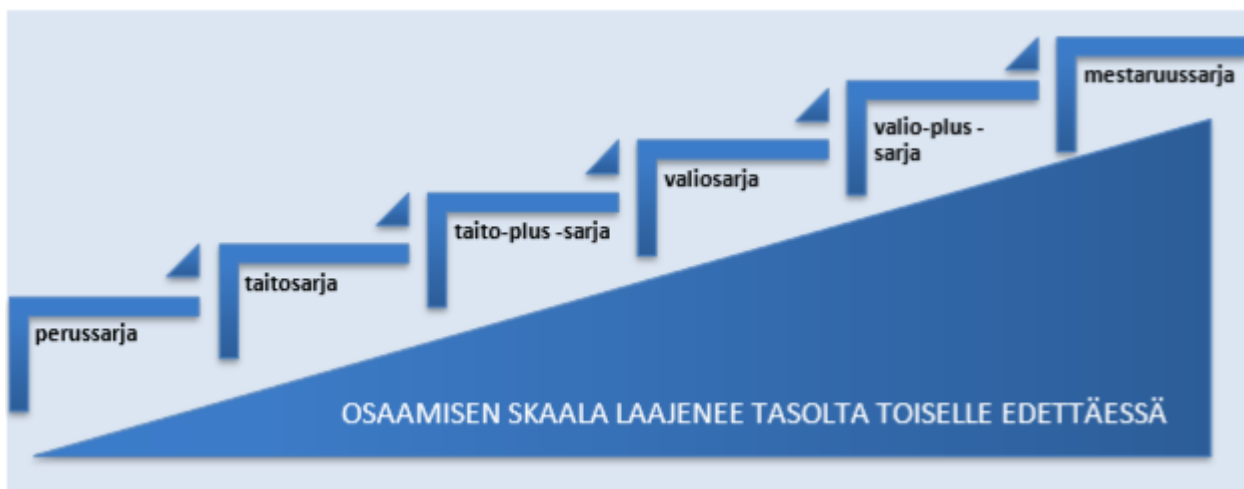 perussarja
taitosarja
taito-plus -sarja
valiosarja
valio-plus -
sarja
mestaruussarja
OSAAMISEN SKAALA LAAJENEE TASOLTA TOISELLE EDETTÄESSÄ